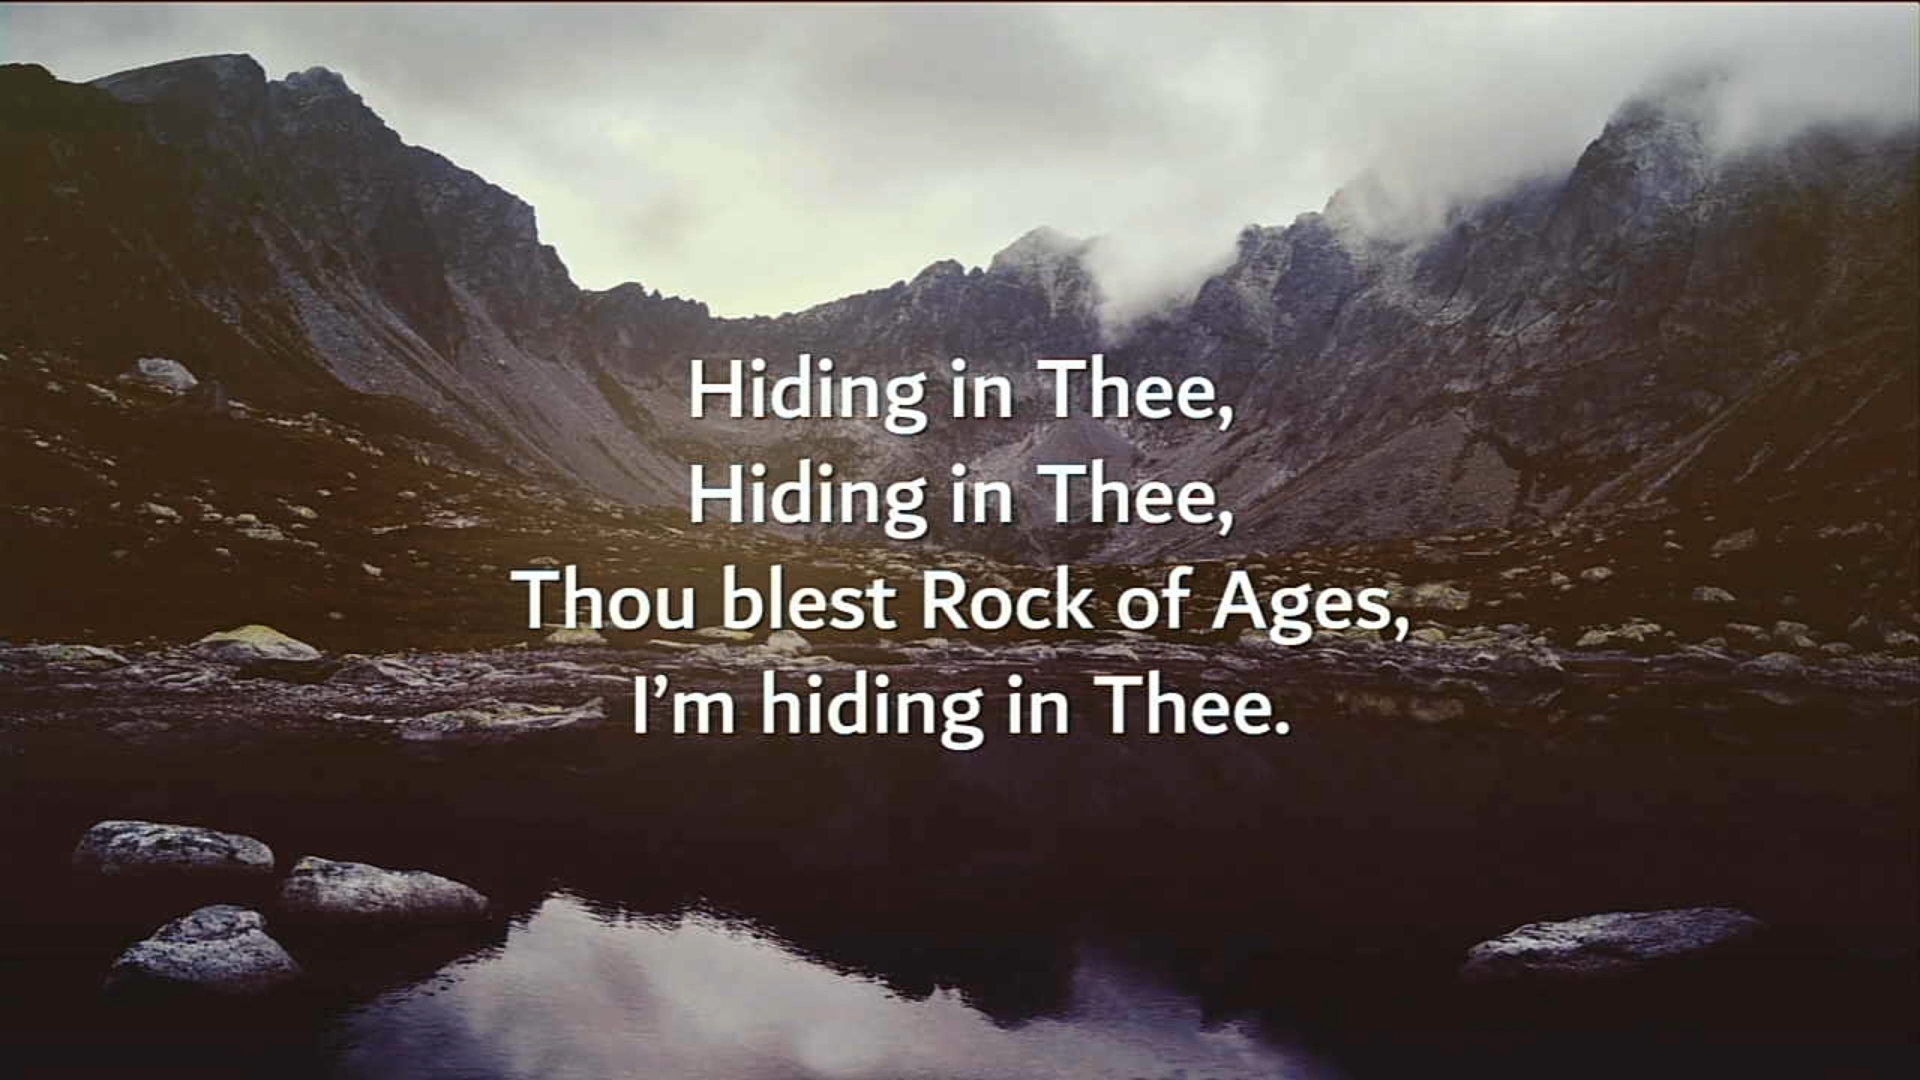 Hiding in Thee,
Hiding in Thee,
Thou blest Rock of Ages,
I’m hiding in Thee.